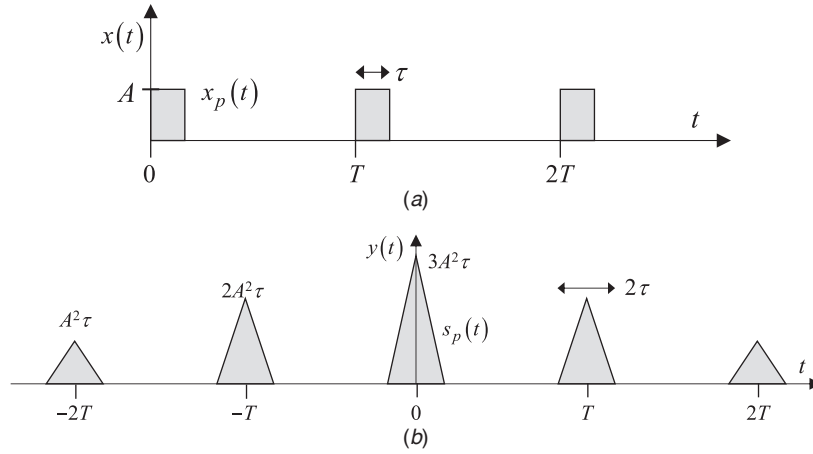 x(t)
A x_p(t) τ
t
0 T 2T
(a)
y(t) 3A²τ
2A²τ 2τ
A²τ s_p(t)
t
−2T −T 0 T 2T
(b)